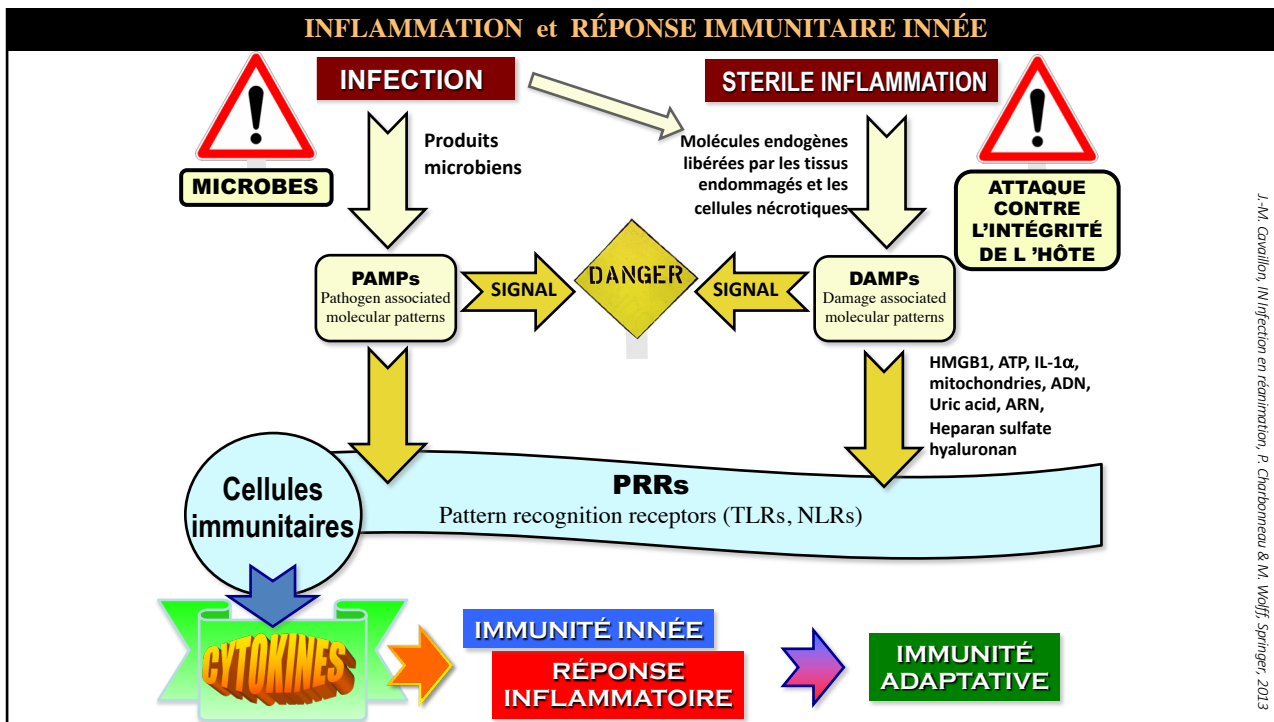 INFLAMMATION et RÉPONSE IMMUNITAIRE INNÉE
INFECTION
STERILE INFLAMMATION
MICROBES
Produits
microbiens
Molécules endogènes
libérées par les tissus
endommagés et les
cellules nécrotiques
ATTAQUE
CONTRE
L'INTÉGRITÉ
DE L 'HÔTE
PAMPs
Pathogen associated
molecular patterns
SIGNAL
DANGER
SIGNAL
DAMPs
Damage associated
molecular patterns
HMGB1, ATP, IL-1α,
mitochondries, ADN,
Uric acid, ARN,
Heparan sulfate
hyaluronan
Cellules
immunitaires
PRRs
Pattern recognition receptors (TLRs, NLRs)
CYTOKINES
IMMUNITÉ INNÉE
RÉPONSE
INFLAMMATOIRE
IMMUNITÉ
ADAPTATIVE
J.-M. Cavaillon, IN Infection en réanimation, P. Charbonneau & M. Wolff, Springer, 2013